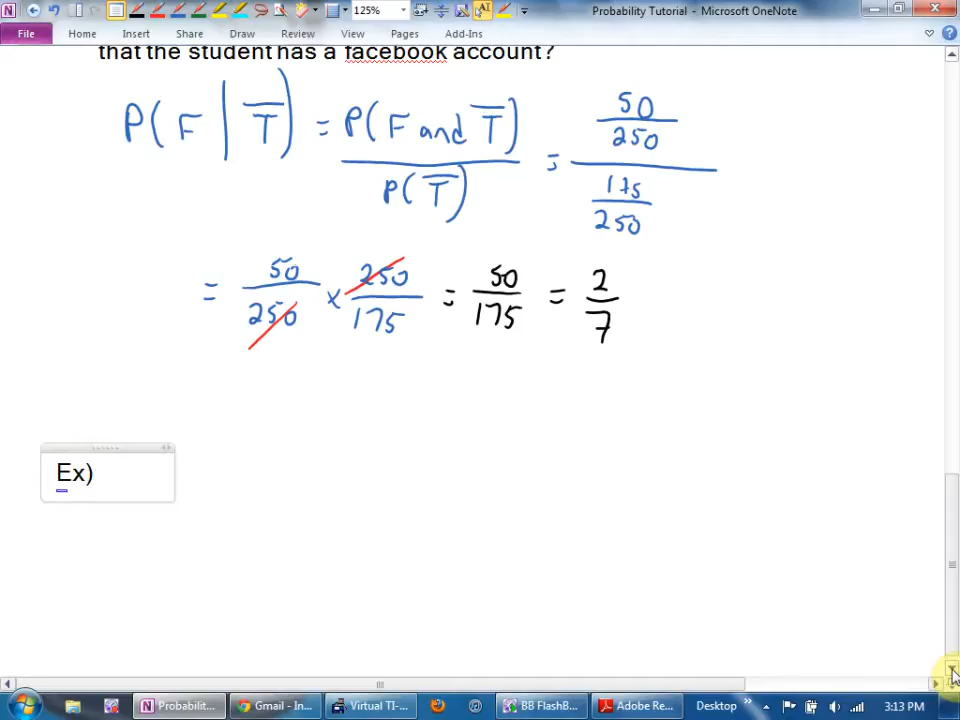 125%
Probability Tutorial - Microsoft OneNote
File Home Insert Share Draw Review View Pages Add-Ins
that the student has a facebook account?
P(F | T̅) = P(F and T̅) / P(T̅) = (50/250) / (175/250)
= 50/250 x 250/175 = 50/175 = 2/7
Ex)
Probabilit... Gmail - In... Virtual TI-... BB FlashB... Adobe Re... Desktop 3:13 PM